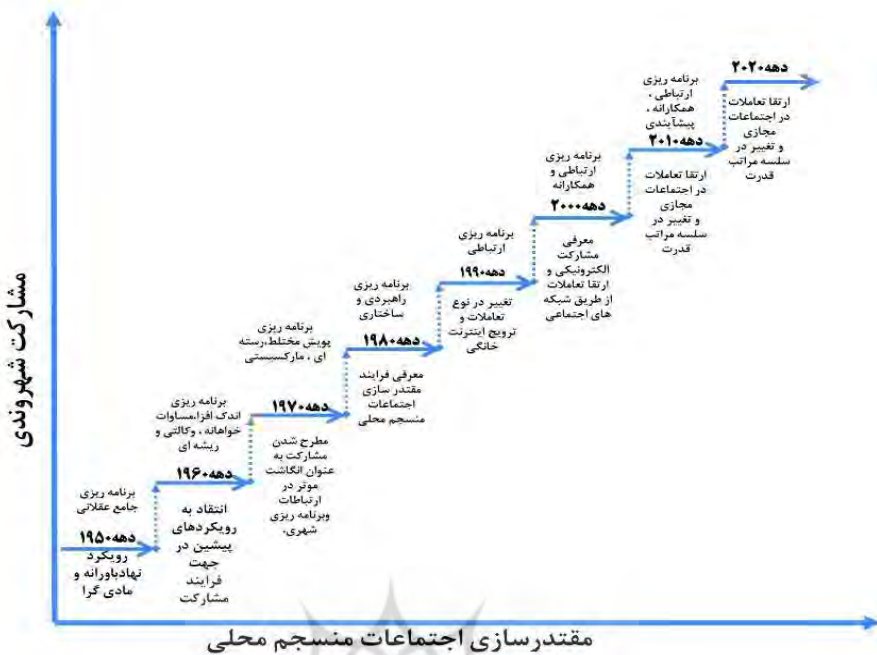 مشارکت شهروندی
برنامه ریزی
جامع عقلانی
دهه۱۹۵۰
رویکرد
نهادباورانه و
مادی گرا
برنامه ریزی
اندک افزا،مساوات
خواهانه ، وکالتی و
ریشه ای
دهه۱۹۶۰
انتقاد به
رویکردهای
پیشین در
جهت
فرایند
مشارکت
برنامه ریزی
پویش مختلط،رسته
ای ، مارکسیستی
دهه۱۹۷۰
مطرح شدن
مشارکت به
عنوان انگاشت
موثر در
ارتباطات
وبرنامه ریزی
شهری.
برنامه ریزی
راهبردی و
ساختاری
دهه۱۹۸۰
معرفی فرایند
مقتدر سازی
اجتماعات
منسجم محلی
برنامه ریزی
ارتباطی
دهه۱۹۹۰
تغییر در نوع
تعاملات و
ترویج اینترنت
خانگی
برنامه ریزی
ارتباطی و
همکارانه
دهه۲۰۰۰
معرفی
مشارکت
الکترونیکی و
ارتقا تعاملات
از طریق شبکه
های اجتماعی
برنامه ریزی
ارتباطی ،
همکارانه ،
پیشآیندی
دهه۲۰۱۰
ارتقا تعاملات
در اجتماعات
مجازی
و تغییر در
سلسه مراتب
قدرت
دهه۲۰۲۰
ارتقا تعاملات
در اجتماعات
مجازی
و تغییر در
سلسه مراتب
قدرت
مقتدرسازی اجتماعات منسجم محلی